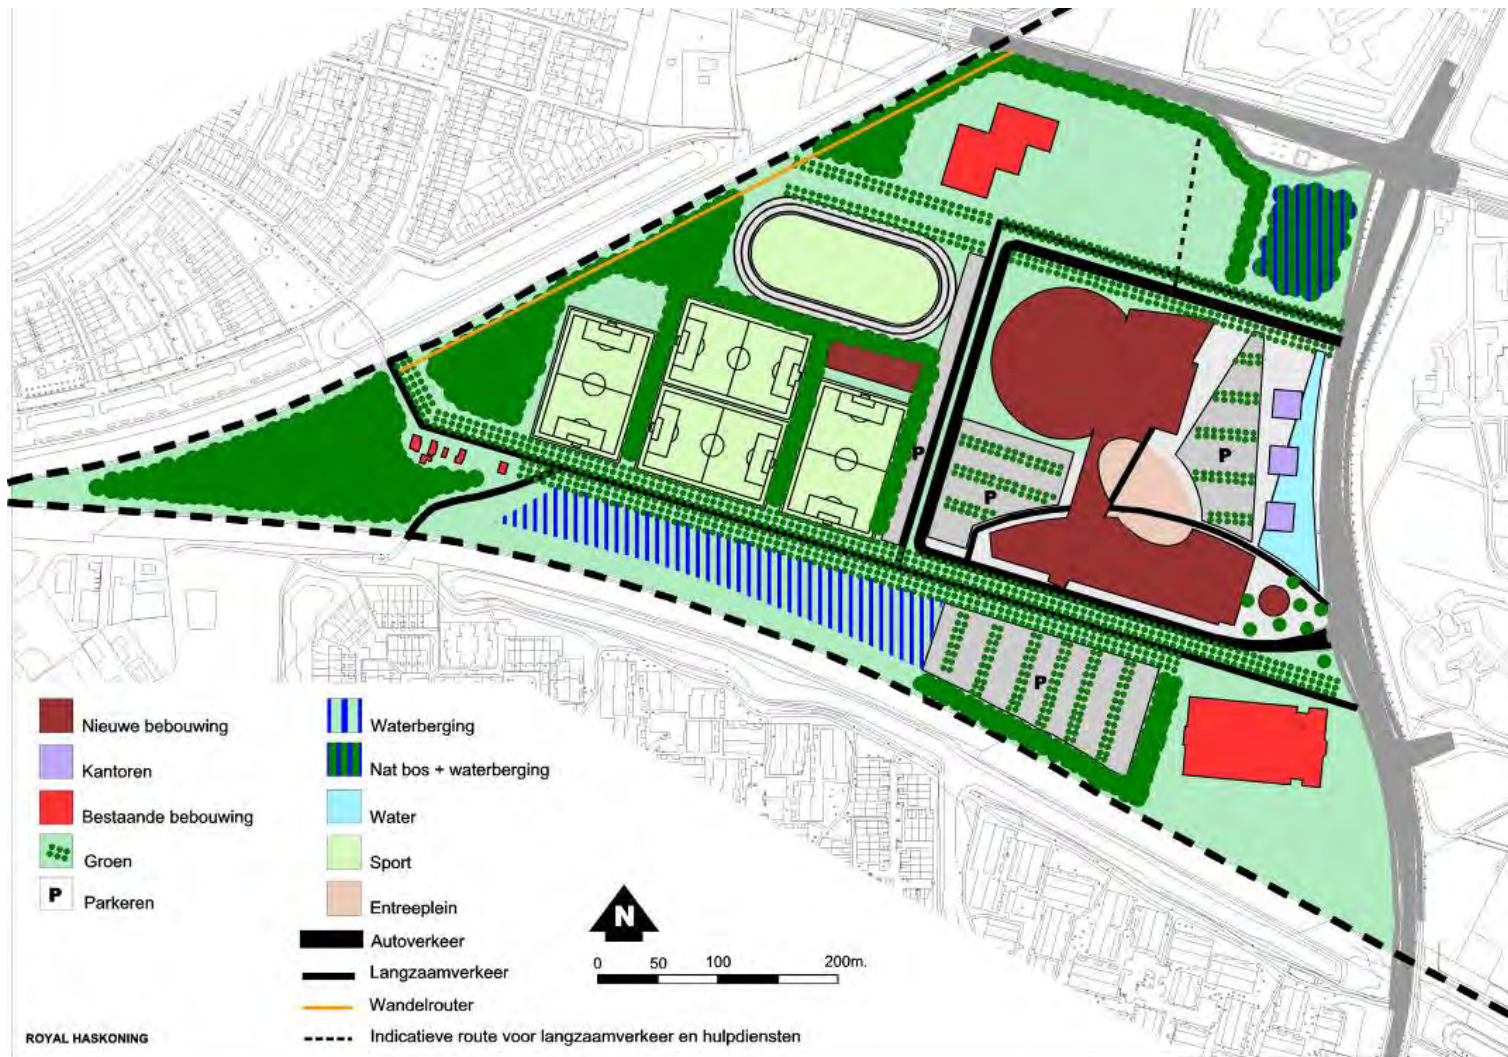 P
P
P
P
Nieuwe bebouwing
Kantoren
Bestaande bebouwing
Groen
P Parkeren
Waterberging
Nat bos + waterberging
Water
Sport
Entreeplein
Autoverkeer
Langzaamverkeer
Wandelrouter
Indicatieve route voor langzaamverkeer en hulpdiensten
N
0 50 100 200m.
ROYAL HASKONING